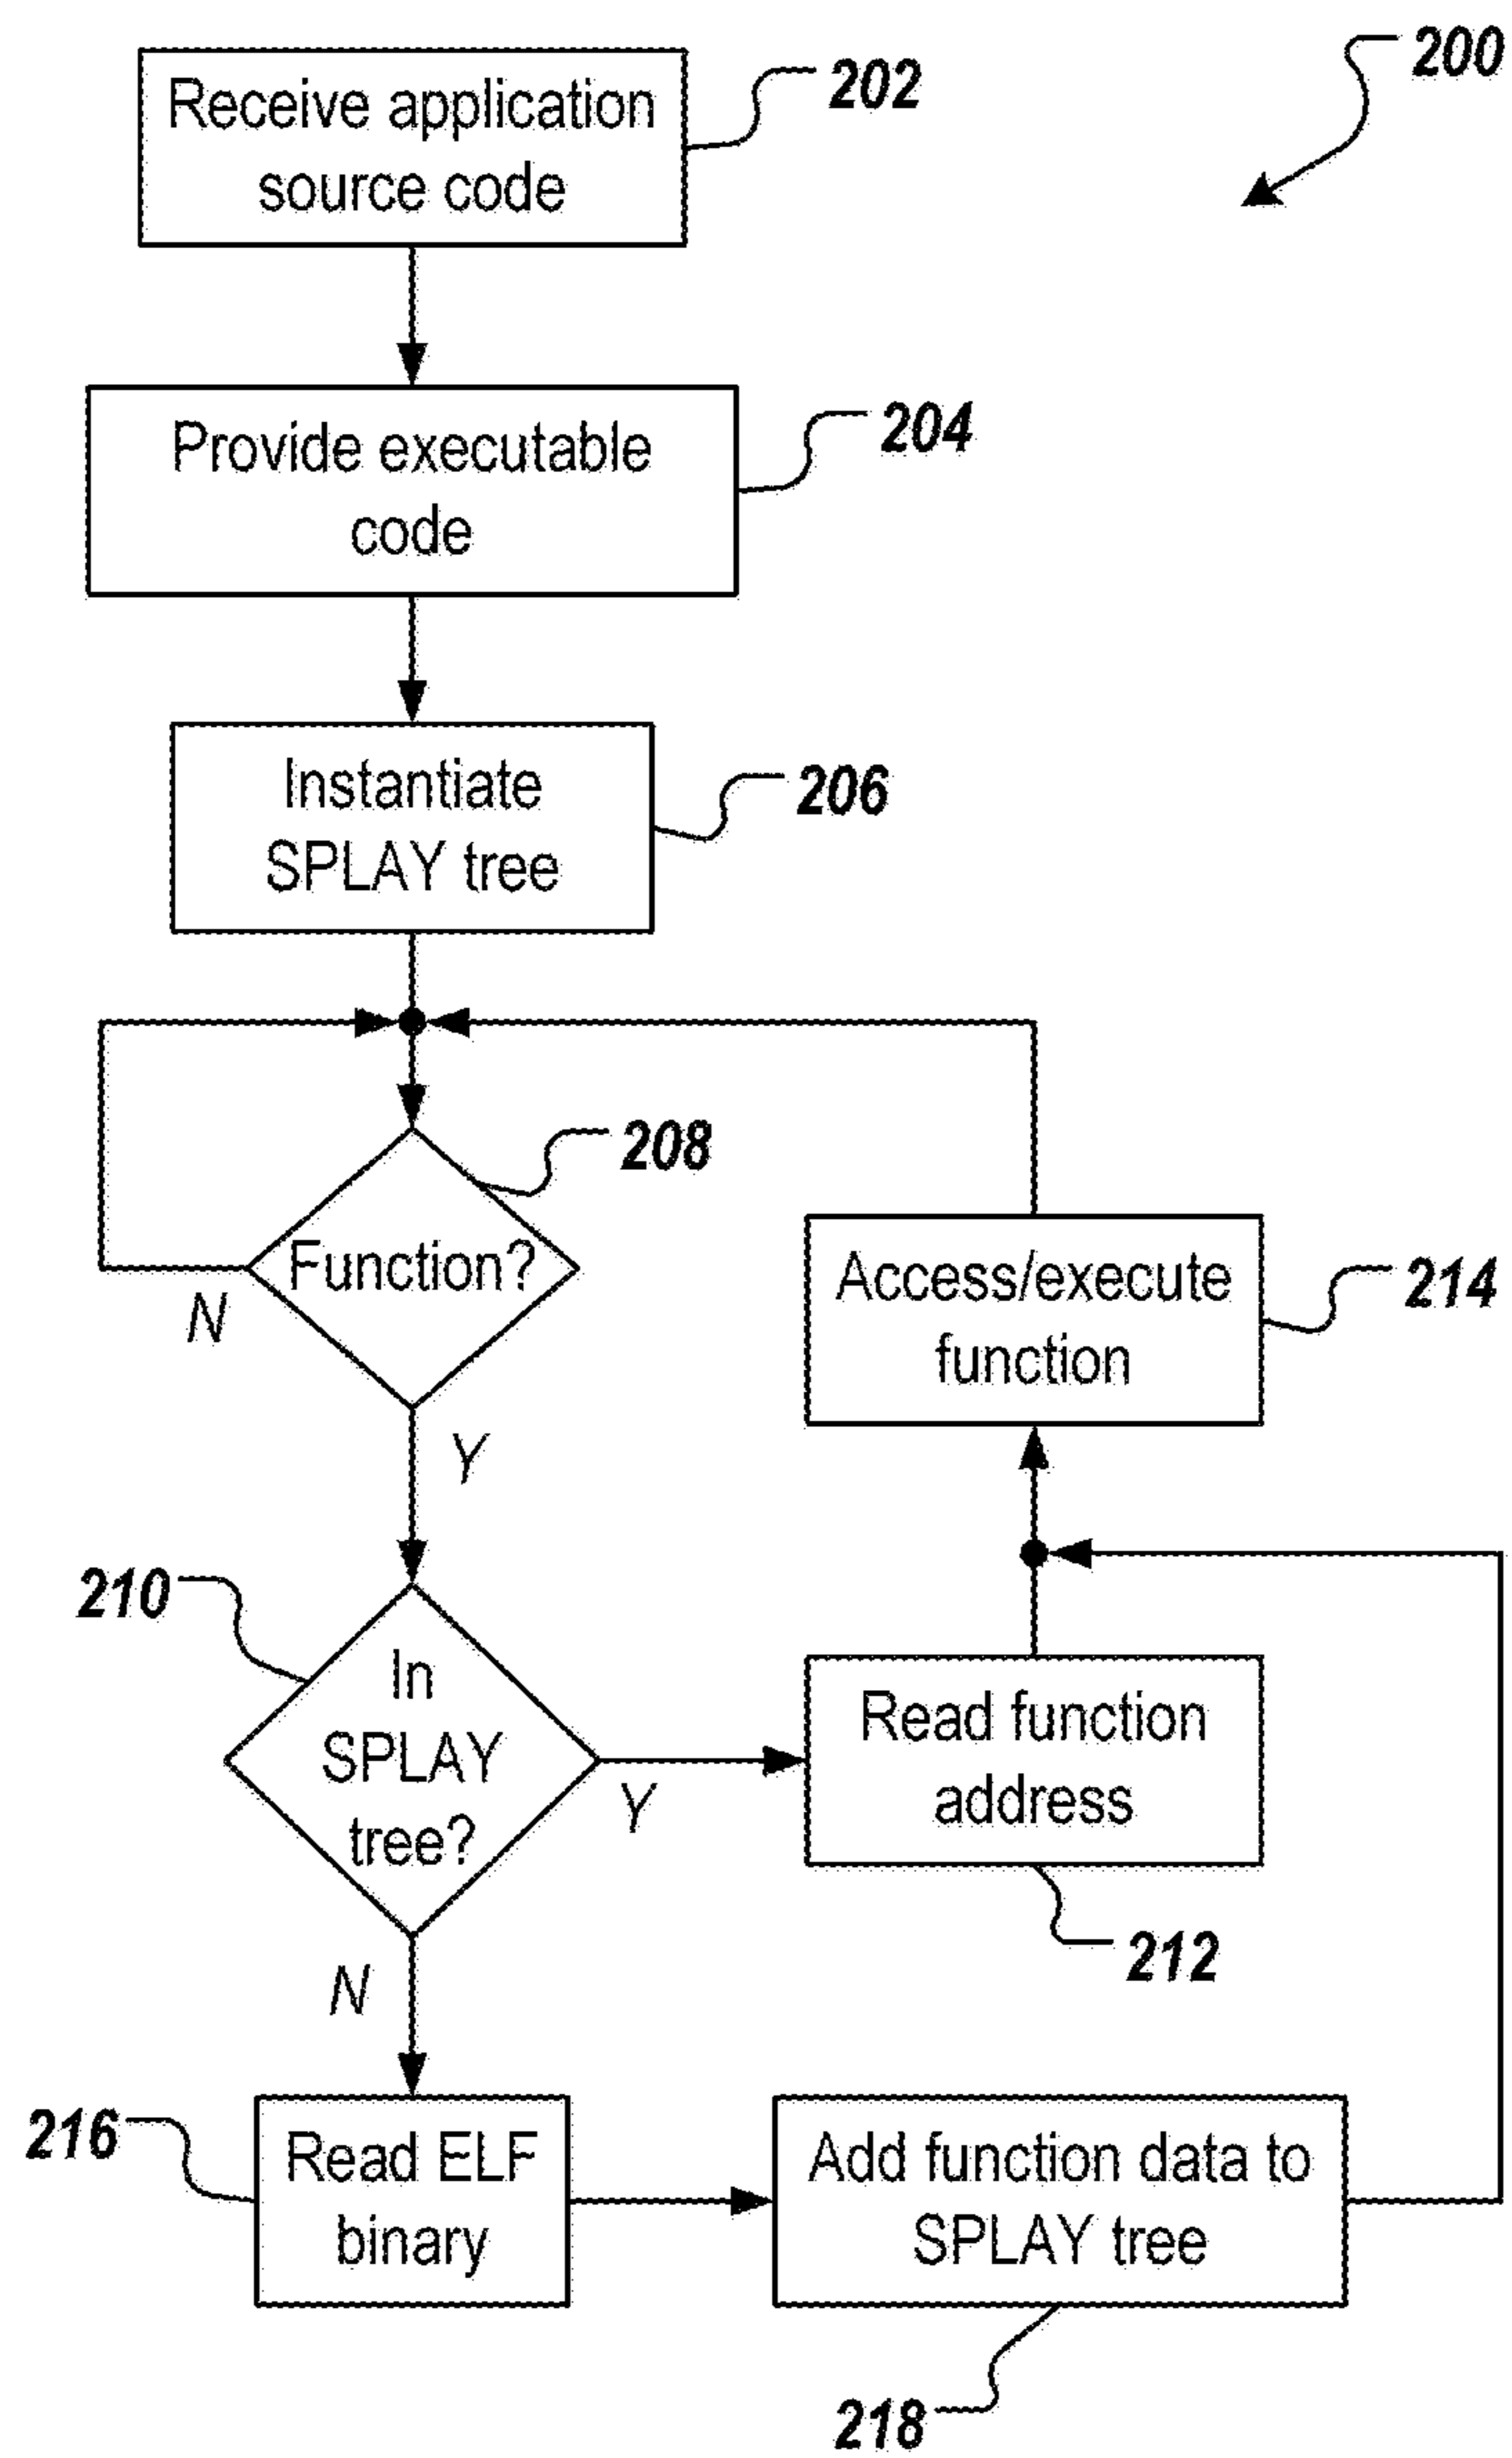 200
Receive application
source code
202
Provide executable
code
204
Instantiate
SPLAY tree
206
Function?
208
N
Y
Access/execute
function
214
210
In
SPLAY
tree?
Y
N
Read function
address
212
216
Read ELF
binary
Add function data to
SPLAY tree
218